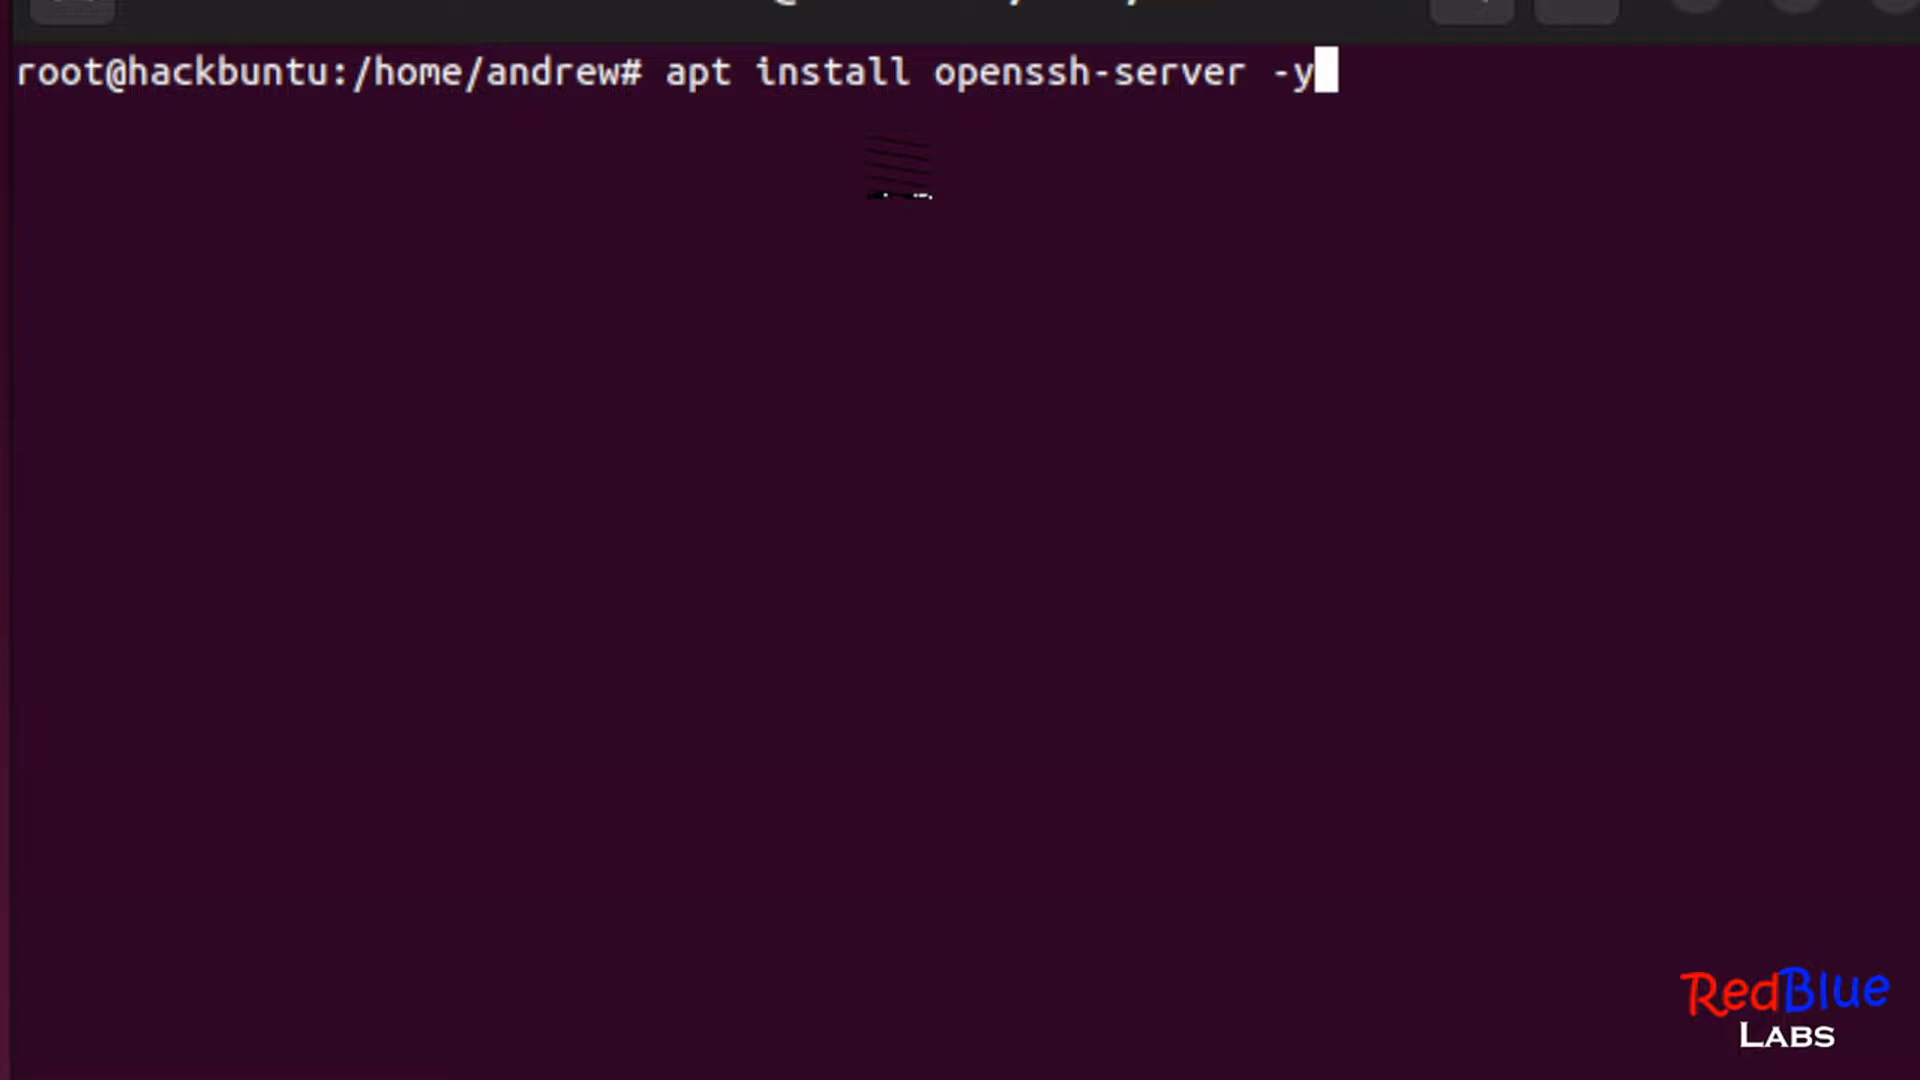 root@hackbuntu:/home/andrew# apt install openssh-server -y
RedBlue
LABS